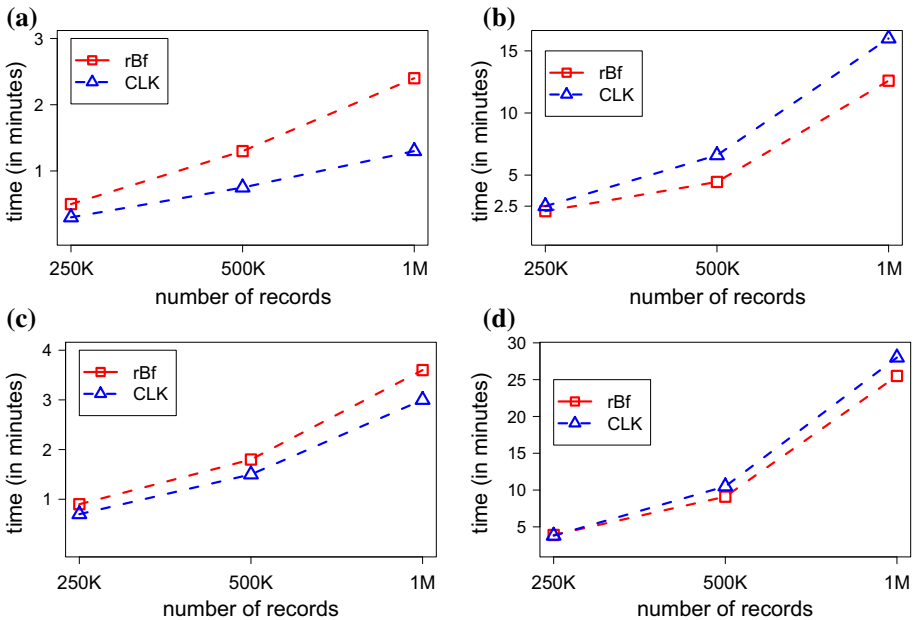 (a)
3
2
1
time (in minutes)
rBf
CLK
250K
500K
1M
number of records
(b)
15
5
2.5
time (in minutes)
rBf
CLK
250K
500K
1M
number of records
(c)
4
3
2
1
time (in minutes)
rBf
CLK
250K
500K
1M
number of records
(d)
30
25
20
15
10
5
time (in minutes)
rBf
CLK
250K
500K
1M
number of records